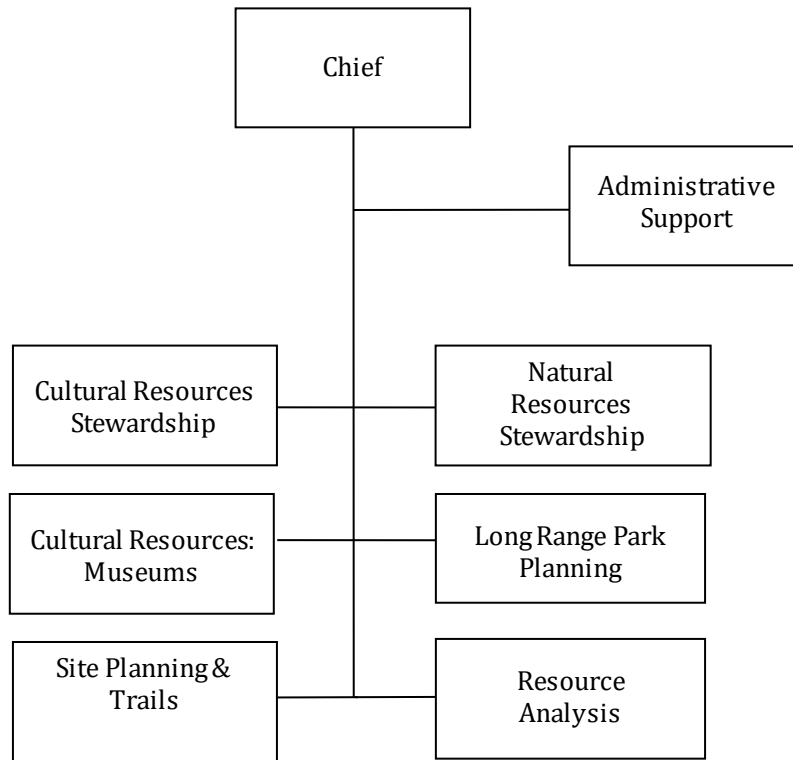 Chief
Administrative
Support
Cultural Resources
Stewardship
Natural
Resources
Stewardship
Cultural Resources:
Museums
Long Range Park
Planning
Site Planning &
Trails
Resource
Analysis